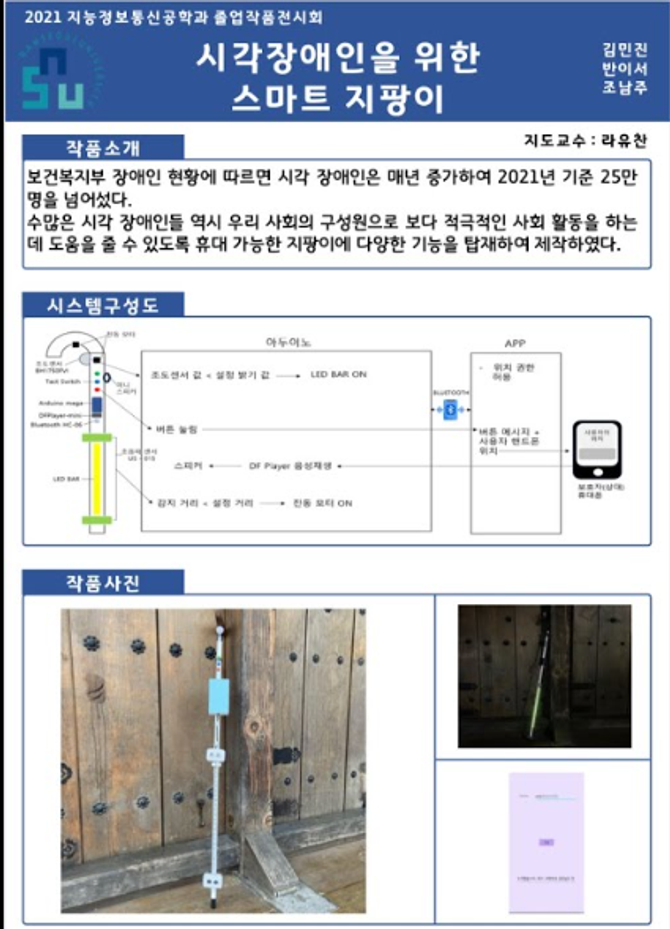 2021 지능정보통신공학과 졸업작품전시회
시각장애인을 위한
스마트 지팡이
김민진
반이서
조남주
지도교수 : 라유찬
작품소개
보건복지부 장애인 현황에 따르면 시각 장애인은 매년 증가하여 2021년 기준 25만
명을 넘어섰다.
수많은 시각 장애인들 역시 우리 사회의 구성원으로 보다 적극적인 사회 활동을 하는
데 도움을 줄 수 있도록 휴대 가능한 지팡이에 다양한 기능을 탑재하여 제작하였다.
시스템구성도
진동 모터
조도센서
Tact Switch
미니
스피커
Arduino mega
DFPlayer-mini
Bluetooth HC-06
초음파 센서
LED BAR
아두이노
조도센서 값 < 설정 밝기 값
LED BAR ON
버튼 눌림
스피커
DF Player 음성재생
감지 거리 < 설정 거리
진동 모터 ON
BLUETOOTH
APP
- 위치 권한
허용
버튼 메시지 +
사용자 핸드폰
위치
사용자의
위치
보호자(상대)
휴대폰
작품사진